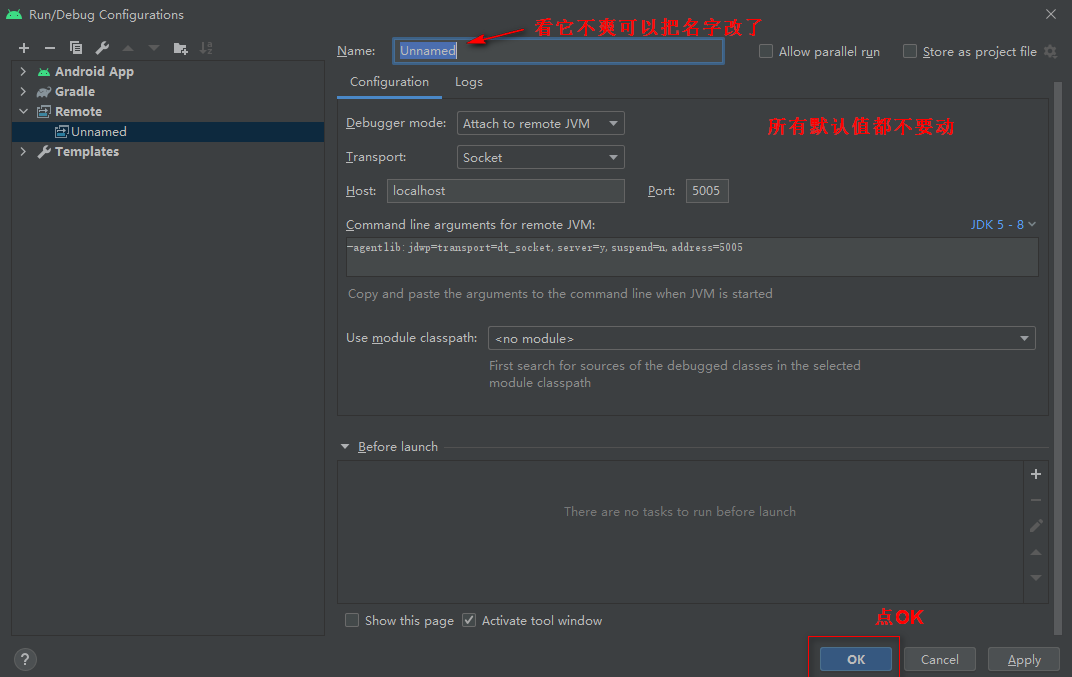 Run/Debug Configurations
看它不爽可以把名字改了
Name: Unnamed
Allow parallel run
Store as project file
Android App
Gradle
Remote
Unnamed
Templates
Configuration
Logs
Debugger mode: Attach to remote JVM
所有默认值都不要动
Transport: Socket
Host: localhost
Port: 5005
Command line arguments for remote JVM:
JDK 5 - 8
-agentlib:jdwp=transport=dt_socket,server=y,suspend=n,address=5005
Copy and paste the arguments to the command line when JVM is started
Use module classpath: <no module>
First search for sources of the debugged classes in the selected
module classpath
Before launch
There are no tasks to run before launch
Show this page
Activate tool window
点OK
?
OK
Cancel
Apply